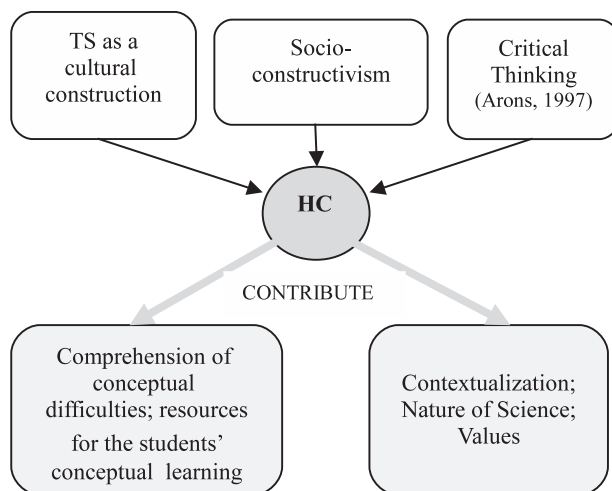 TS as a
cultural
construction
Socio-
constructivism
Critical
Thinking
(Arons, 1997)
HC
CONTRIBUTE
Comprehension of
conceptual
difficulties; resources
for the students’
conceptual learning
Contextualization;
Nature of Science;
Values